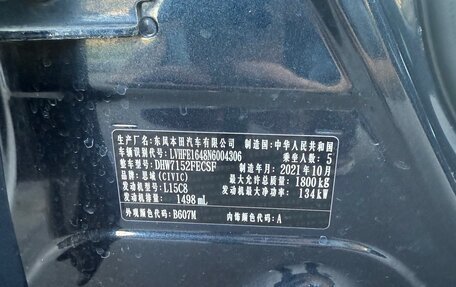 生产厂名:东风本田汽车有限公司 制造国:中华人民共和国
车辆识别代号:LVHFE1648N6004306 乘坐人数:5
整车型号:DHW7152FECSF 制造年月:2021年10月
品牌:思域(CIVIC) 最大允许总质量:1800kg
发动机型号:L15C8 发动机最大净功率:134kW
发动机排量:1498mL
外观颜色代码:B607M 内饰颜色代码:A